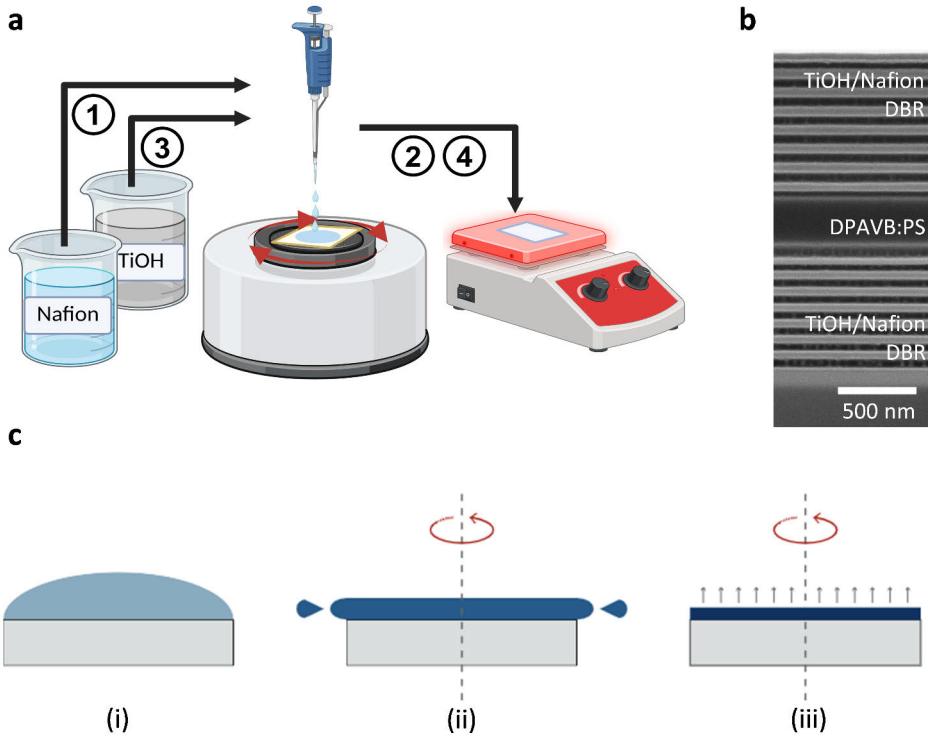 a
1
3
2
4
TiOH
Nafion
b
TiOH/Nafion
DBR
DPAVB:PS
TiOH/Nafion
DBR
500 nm
c
(i)
(ii)
(iii)